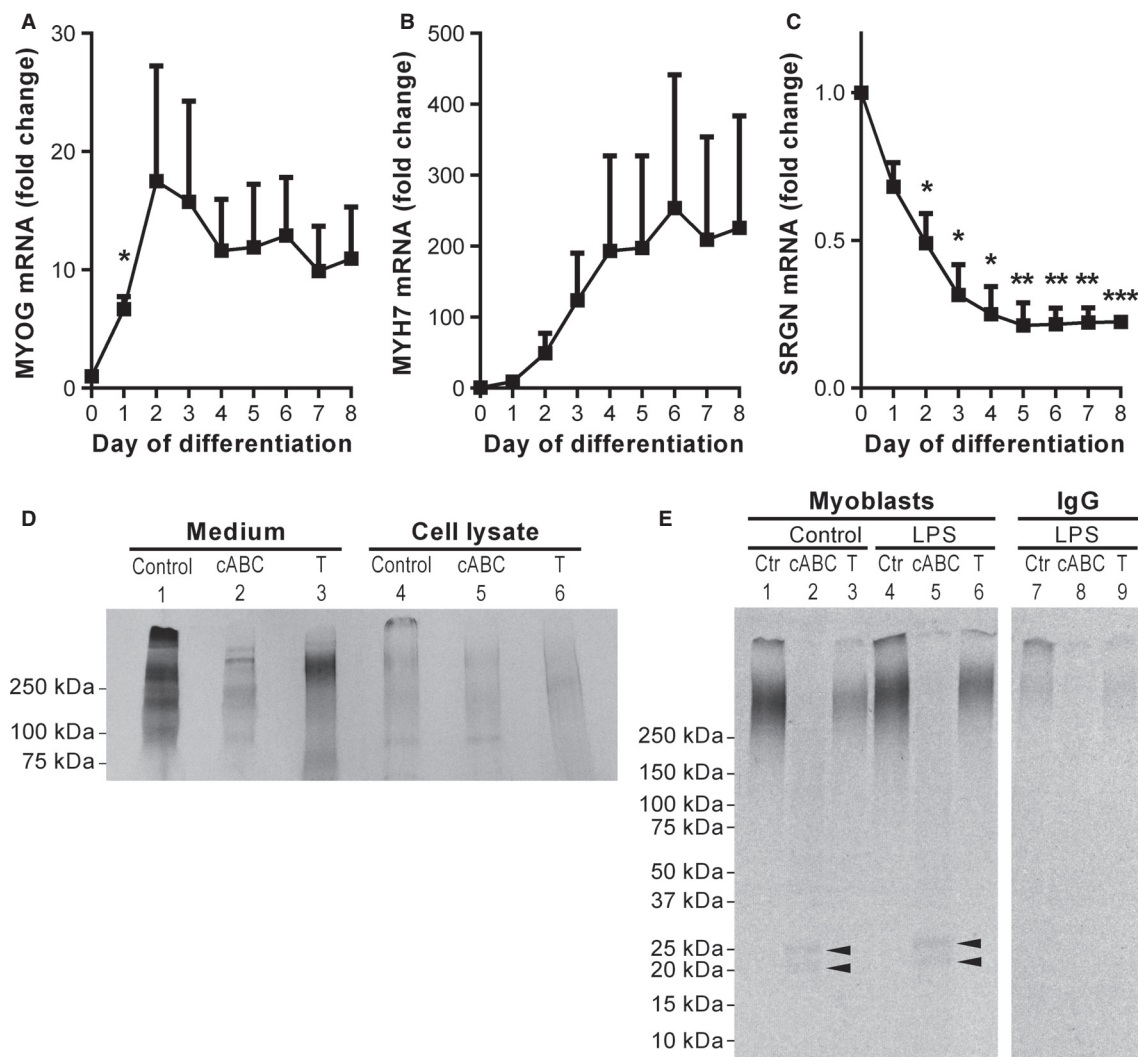 A
MYOG mRNA (fold change)
30
20
10
0
0 1 2 3 4 5 6 7 8
Day of differentiation
*
B
MYH7 mRNA (fold change)
500
400
300
200
100
0
0 1 2 3 4 5 6 7 8
Day of differentiation
C
SRGN mRNA (fold change)
1.0
0.5
0.0
0 1 2 3 4 5 6 7 8
Day of differentiation
* * * ** ** ** ***
D
Medium Cell lysate
Control cABC T Control cABC T
1 2 3 4 5 6
250 kDa
100 kDa
75 kDa
E
Myoblasts IgG
Control LPS LPS
Ctr cABC T Ctr cABC T Ctr cABC T
1 2 3 4 5 6 7 8 9
250 kDa
150 kDa
100 kDa
75 kDa
50 kDa
37 kDa
25 kDa
20 kDa
15 kDa
10 kDa